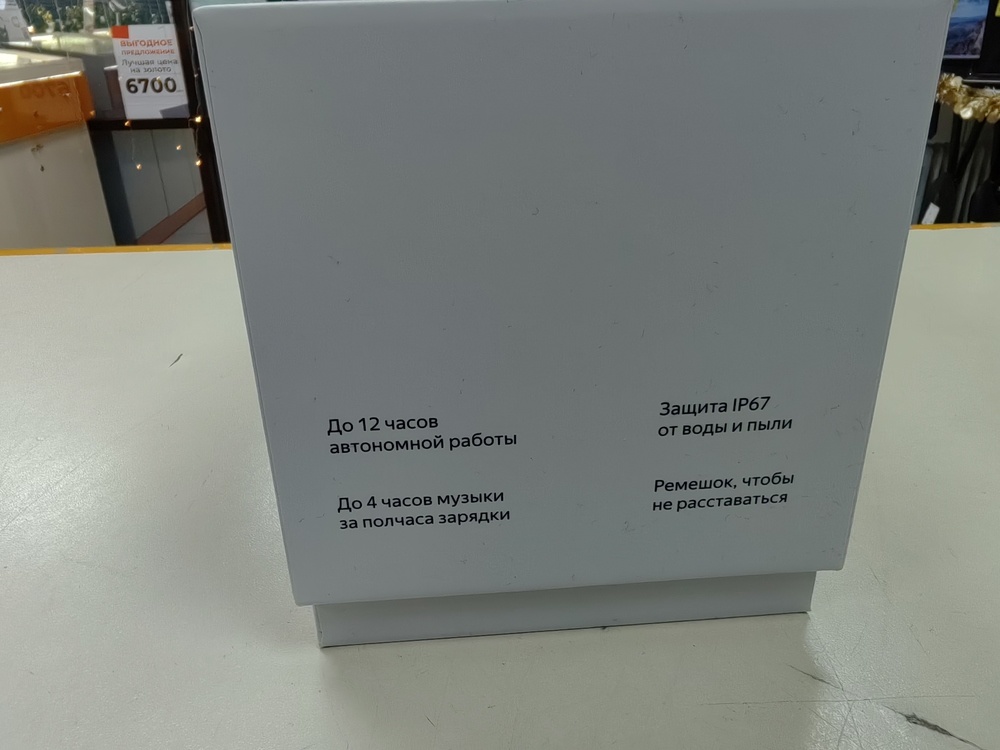 ВЫГОДНОЕ
ПРЕДЛОЖЕНИЕ
Лучшая цена
на золото
6700
До 12 часов
автономной работы
До 4 часов музыки
за полчаса зарядки
Защита IP67
от воды и пыли
Ремешок, чтобы
не расставаться